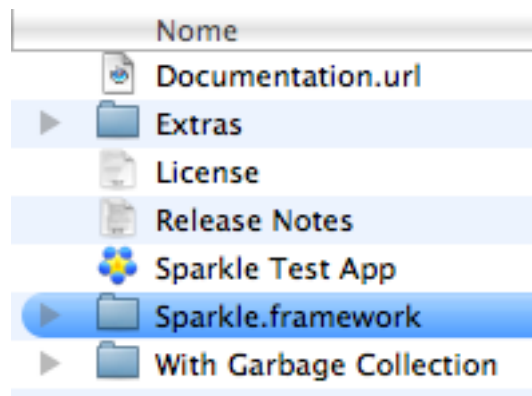 Nome
Documentation.url
Extras
License
Release Notes
Sparkle Test App
Sparkle.framework
With Garbage Collection